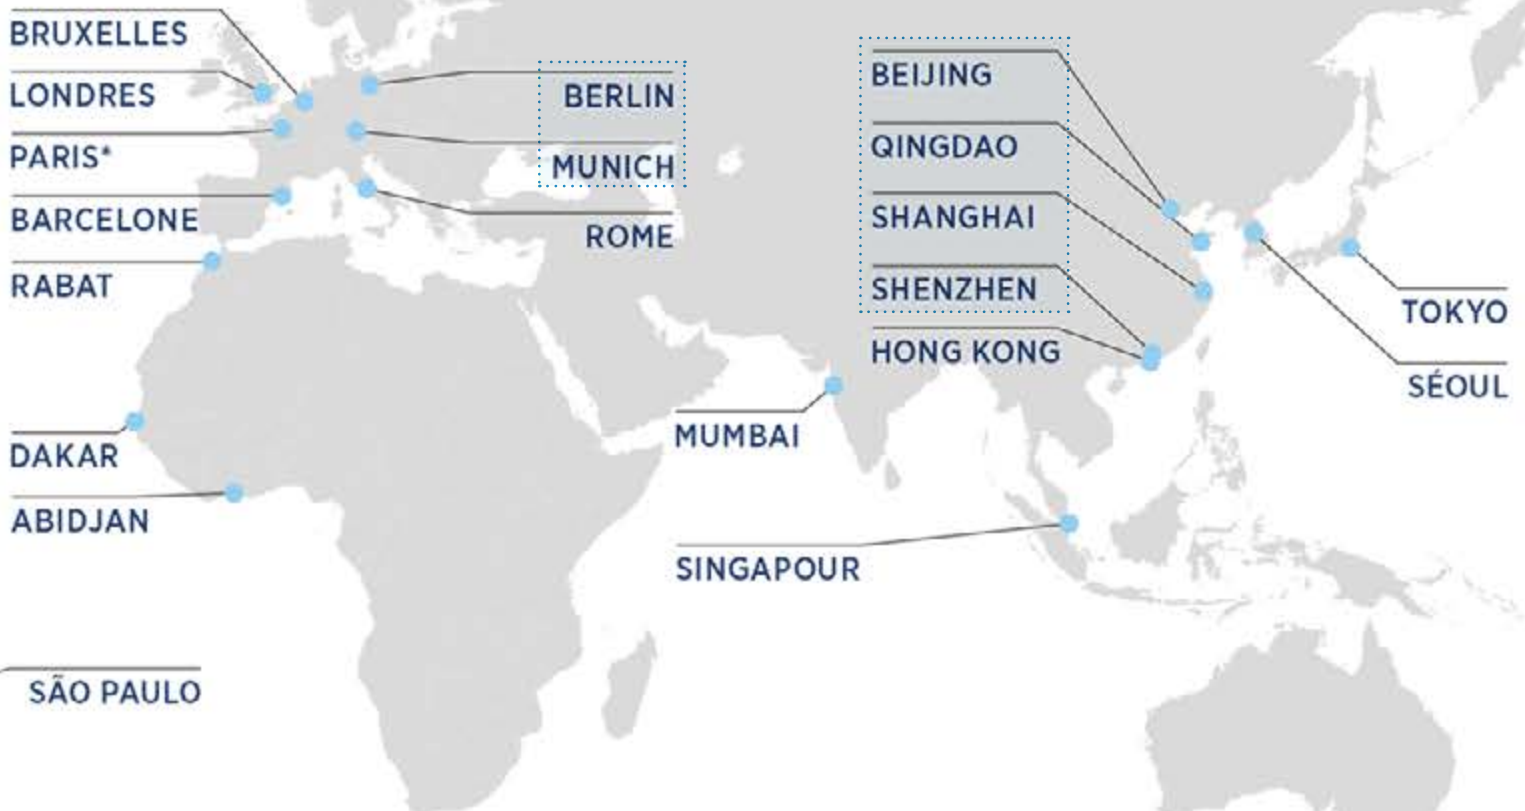 BRUXELLES
LONDRES
PARIS*
BARCELONE
RABAT
DAKAR
ABIDJAN
SÃO PAULO
BERLIN
MUNICH
ROME
MUMBAI
SINGAPOUR
BEIJING
QINGDAO
SHANGHAI
SHENZHEN
HONG KONG
TOKYO
SÉOUL